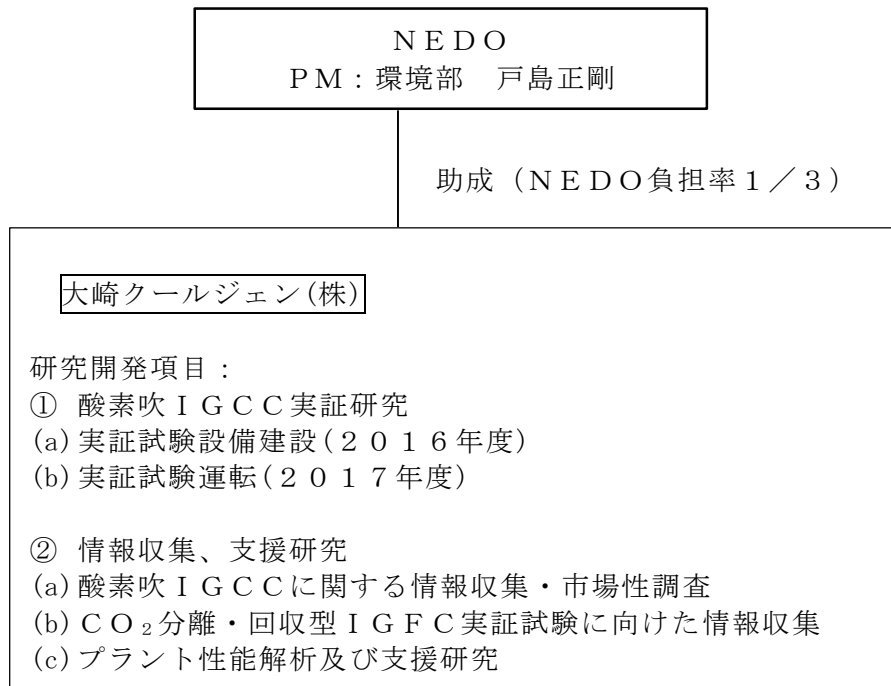 ＮＥＤＯ
ＰＭ：環境部　戸島正剛
助成（ＮＥＤＯ負担率１／３）
大崎クールジェン(株)
研究開発項目：
① 酸素吹ＩＧＣＣ実証研究
(a)実証試験設備建設(２０１６年度)
(b)実証試験運転(２０１７年度)
② 情報収集、支援研究
(a)酸素吹ＩＧＣＣに関する情報収集・市場性調査
(b)ＣＯ₂分離・回収型ＩＧＦＣ実証試験に向けた情報収集
(c)プラント性能解析及び支援研究